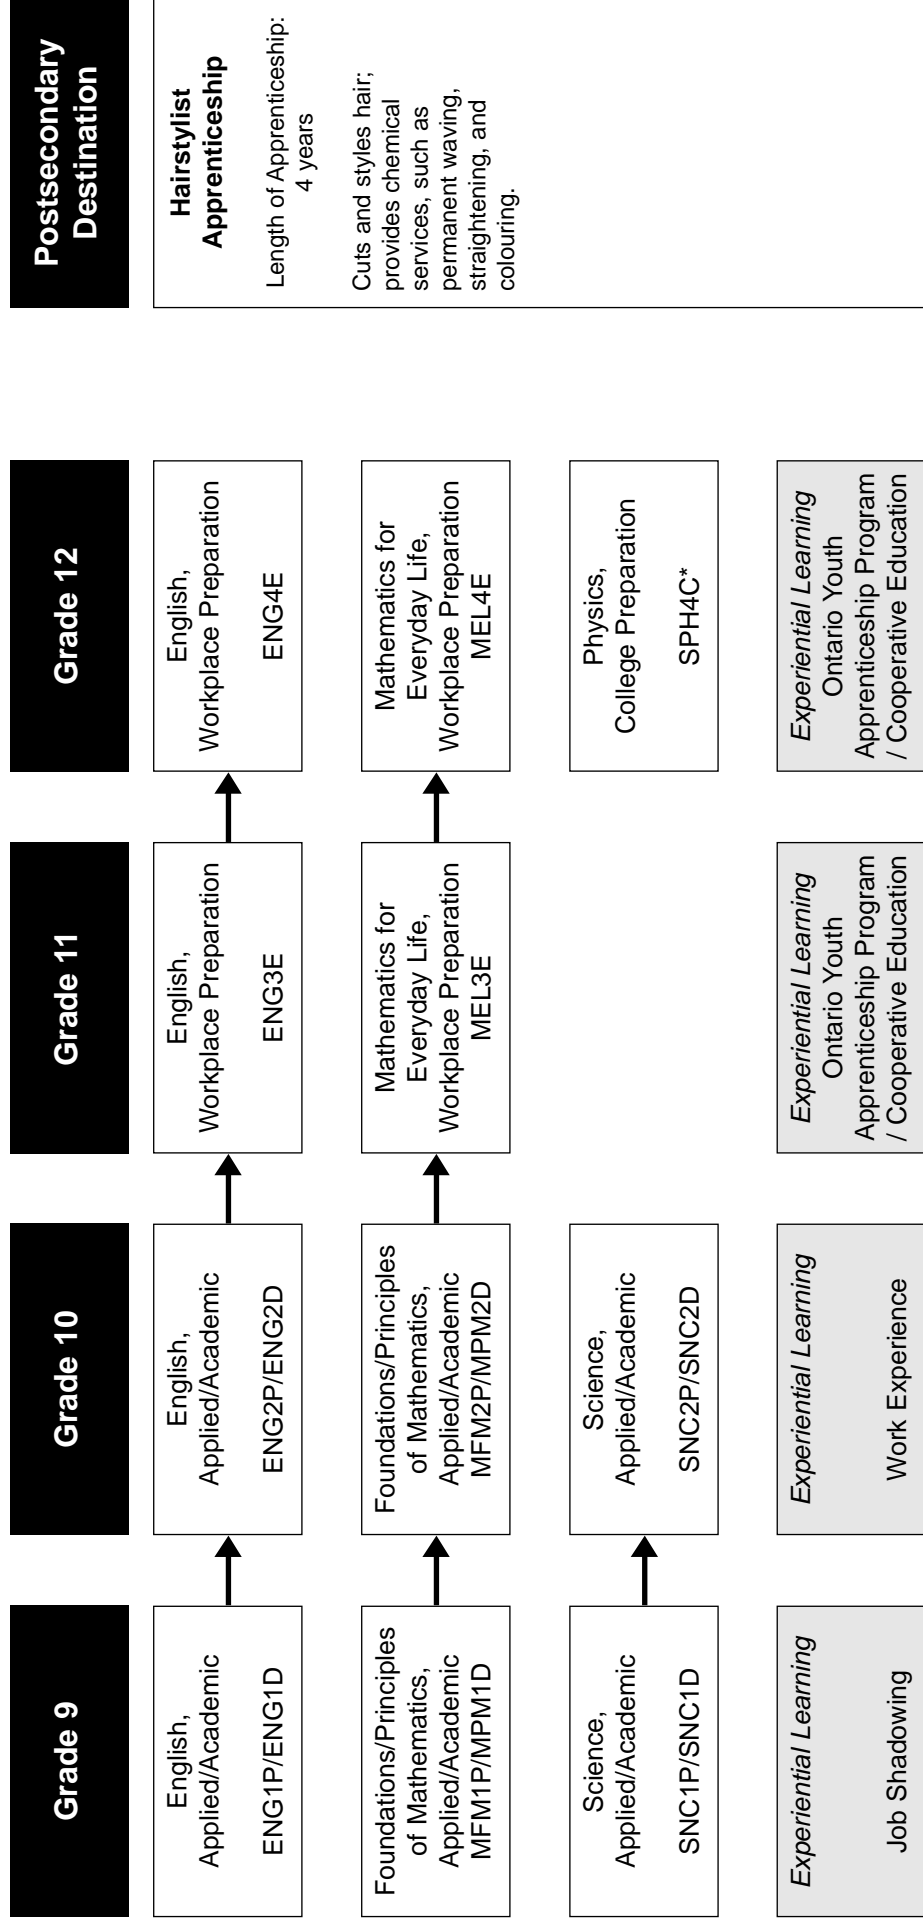 Grade 9
Grade 10
Grade 11
Grade 12
Postsecondary
Destination
English,
Applied/Academic
ENG1P/ENG1D
English,
Applied/Academic
ENG2P/ENG2D
English,
Workplace Preparation
ENG3E
English,
Workplace Preparation
ENG4E
Hairstylist
Apprenticeship
Length of Apprenticeship:
4 years
Cuts and styles hair;
provides chemical
services, such as
permanent waving,
straightening, and
colouring.
Foundations/Principles
of Mathematics,
Applied/Academic
MFM1P/MPM1D
Foundations/Principles
of Mathematics,
Applied/Academic
MFM2P/MPM2D
Mathematics for
Everyday Life,
Workplace Preparation
MEL3E
Mathematics for
Everyday Life,
Workplace Preparation
MEL4E
Science,
Applied/Academic
SNC1P/SNC1D
Science,
Applied/Academic
SNC2P/SNC2D
Physics,
College Preparation
SPH4C*
Experiential Learning
Job Shadowing
Experiential Learning
Work Experience
Experiential Learning
Ontario Youth
Apprenticeship Program
/ Cooperative Education
Experiential Learning
Ontario Youth
Apprenticeship Program
/ Cooperative Education